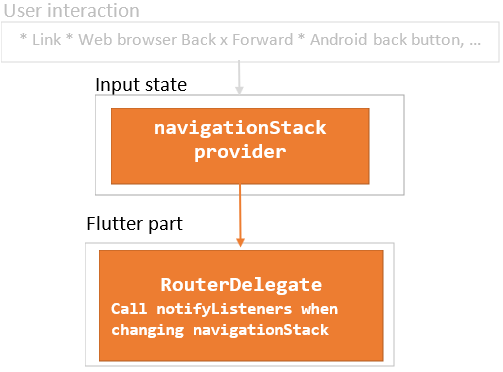 User interaction
* Link * Web browser Back x Forward * Android back button, ...
Input state
navigationStack
provider
Flutter part
RouterDelegate
Call notifyListeners when
changing navigationStack